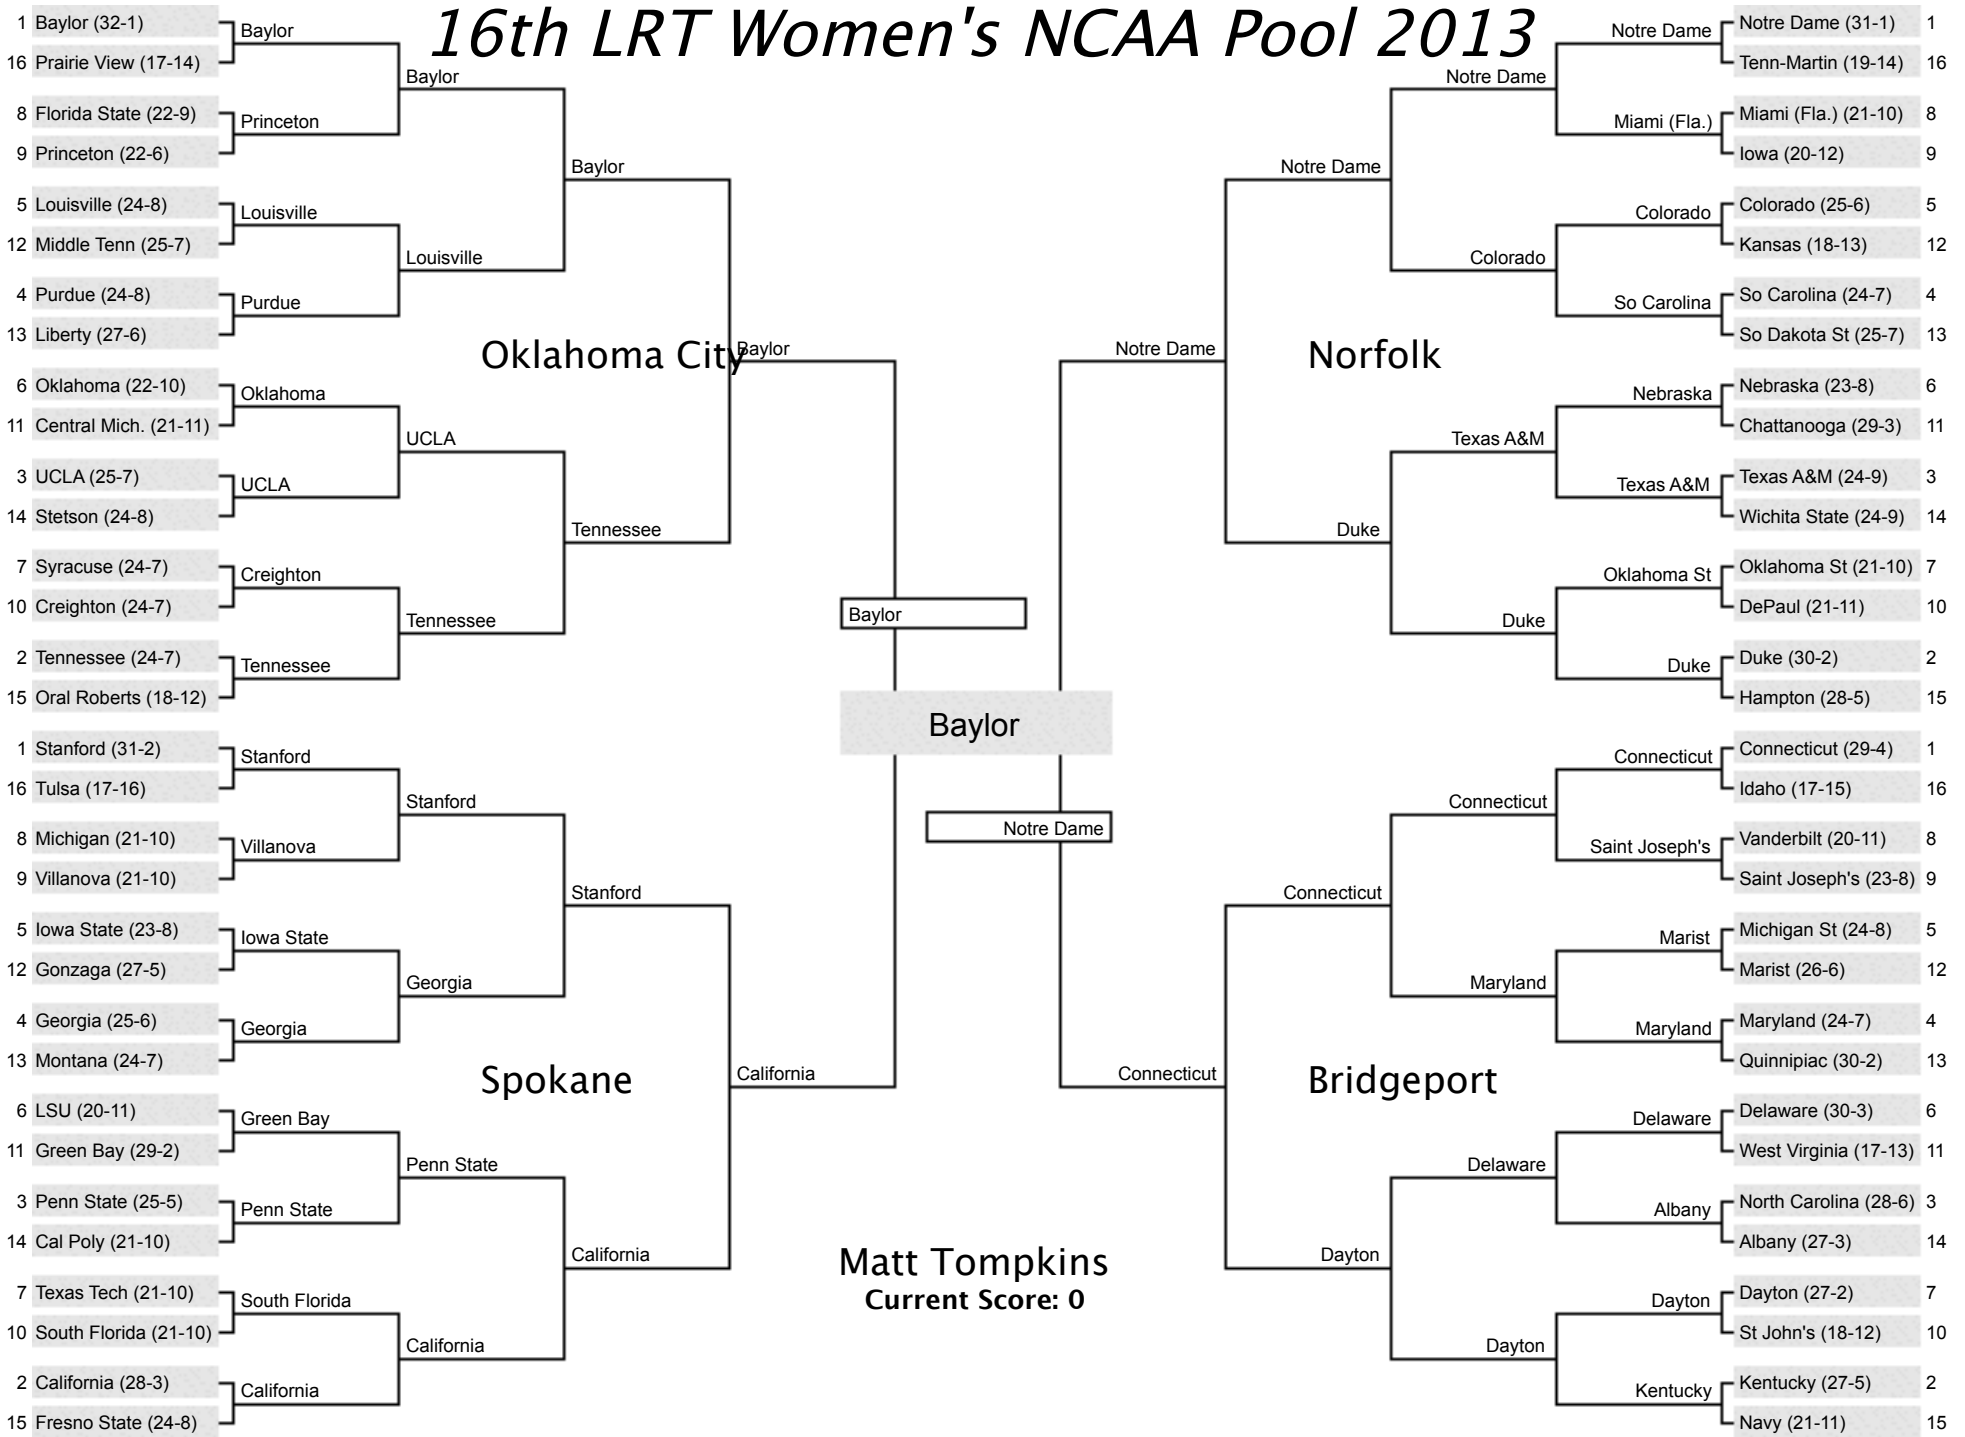 16th LRT Women's NCAA Pool 2013
1 Baylor (32-1)
16 Prairie View (17-14)
8 Florida State (22-9)
9 Princeton (22-6)
5 Louisville (24-8)
12 Middle Tenn (25-7)
4 Purdue (24-8)
13 Liberty (27-6)
6 Oklahoma (22-10)
11 Central Mich. (21-11)
3 UCLA (25-7)
14 Stetson (24-8)
7 Syracuse (24-7)
10 Creighton (24-7)
2 Tennessee (24-7)
15 Oral Roberts (18-12)
1 Stanford (31-2)
16 Tulsa (17-16)
8 Michigan (21-10)
9 Villanova (21-10)
5 Iowa State (23-8)
12 Gonzaga (27-5)
4 Georgia (25-6)
13 Montana (24-7)
6 LSU (20-11)
11 Green Bay (29-2)
3 Penn State (25-5)
14 Cal Poly (21-10)
7 Texas Tech (21-10)
10 South Florida (21-10)
2 California (28-3)
15 Fresno State (24-8)
Baylor
Princeton
Louisville
Purdue
Oklahoma
UCLA
Creighton
Tennessee
Stanford
Villanova
Iowa State
Georgia
Green Bay
Penn State
South Florida
California
Baylor
Louisville
UCLA
Tennessee
Stanford
Georgia
Penn State
California
Baylor
Tennessee
Stanford
California
Oklahoma City
Spokane
Baylor
California
Baylor
Baylor
Notre Dame
Matt Tompkins
Current Score: 0
Notre Dame
Connecticut
Norfolk
Bridgeport
Notre Dame
Duke
Connecticut
Dayton
Notre Dame
Colorado
Texas A&M
Duke
Connecticut
Maryland
Delaware
Dayton
Notre Dame
Miami (Fla.)
Colorado
So Carolina
Nebraska
Texas A&M
Oklahoma St
Duke
Connecticut
Saint Joseph's
Marist
Maryland
Delaware
Albany
Dayton
Kentucky
Notre Dame (31-1) 1
Tenn-Martin (19-14) 16
Miami (Fla.) (21-10) 8
Iowa (20-12) 9
Colorado (25-6) 5
Kansas (18-13) 12
So Carolina (24-7) 4
So Dakota St (25-7) 13
Nebraska (23-8) 6
Chattanooga (29-3) 11
Texas A&M (24-9) 3
Wichita State (24-9) 14
Oklahoma St (21-10) 7
DePaul (21-11) 10
Duke (30-2) 2
Hampton (28-5) 15
Connecticut (29-4) 1
Idaho (17-15) 16
Vanderbilt (20-11) 8
Saint Joseph's (23-8) 9
Michigan St (24-8) 5
Marist (26-6) 12
Maryland (24-7) 4
Quinnipiac (30-2) 13
Delaware (30-3) 6
West Virginia (17-13) 11
North Carolina (28-6) 3
Albany (27-3) 14
Dayton (27-2) 7
St John's (18-12) 10
Kentucky (27-5) 2
Navy (21-11) 15